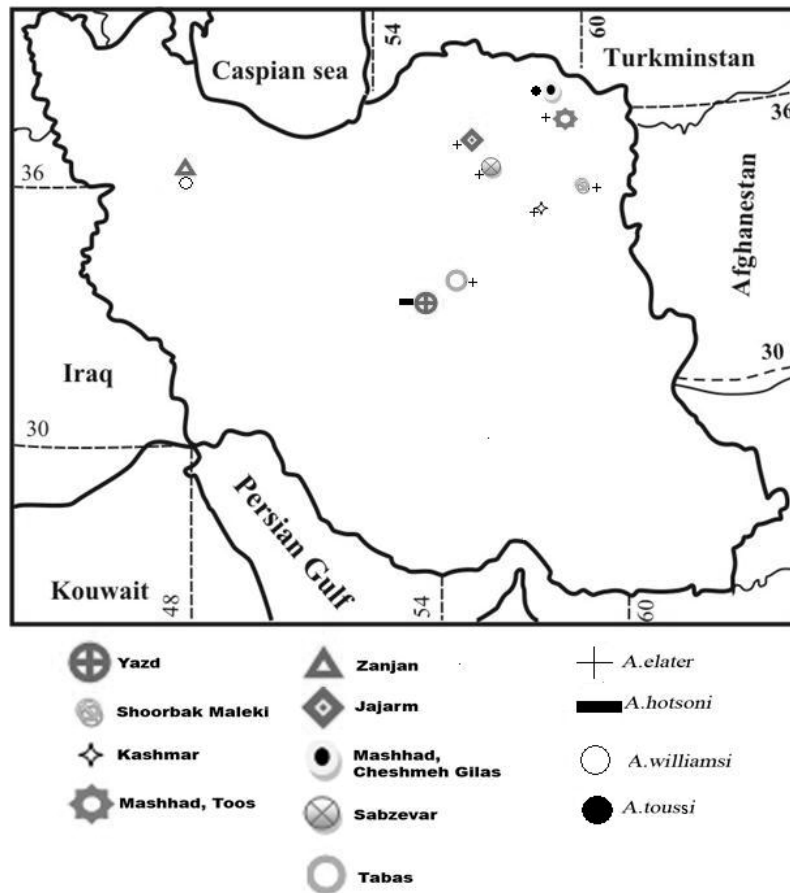 54
60
Caspian sea
Turkminstan
36
36
Afghanestan
Iraq
30
30
Persian Gulf
Kouwait
48
54
60
Yazd
Zanjan
A.elater
Shoorbak Maleki
Jajarm
A.hotsoni
Kashmar
Mashhad,
Cheshmeh Gilas
A.williamsi
Mashhad, Toos
Sabzevar
A.toussi
Tabas